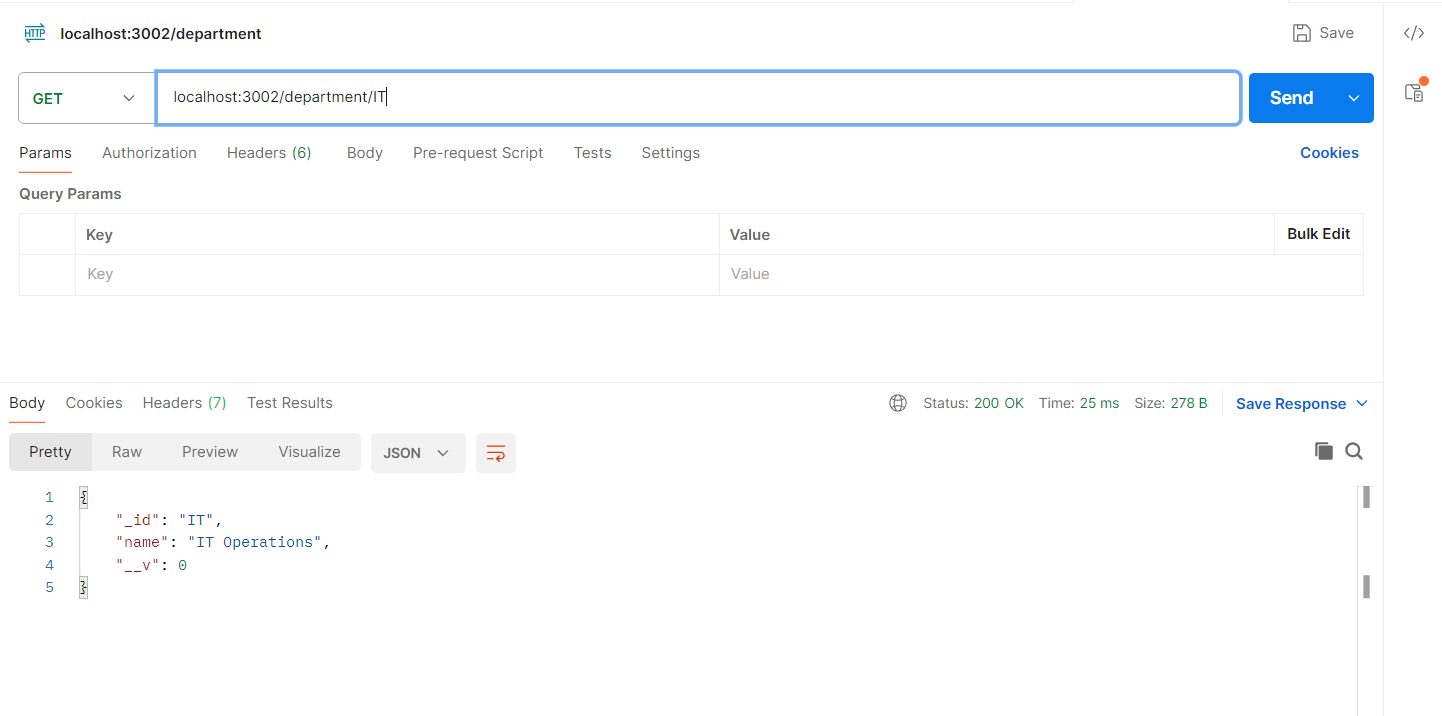 HTTP localhost:3002/department Save </>
GET localhost:3002/department/IT Send
Params Authorization Headers (6) Body Pre-request Script Tests Settings Cookies
Query Params
Key Value Bulk Edit
Key Value
Body Cookies Headers (7) Test Results Status: 200 OK Time: 25 ms Size: 278 B Save Response
Pretty Raw Preview Visualize JSON
1 {
2 "_id": "IT",
3 "name": "IT Operations",
4 "__v": 0
5 }